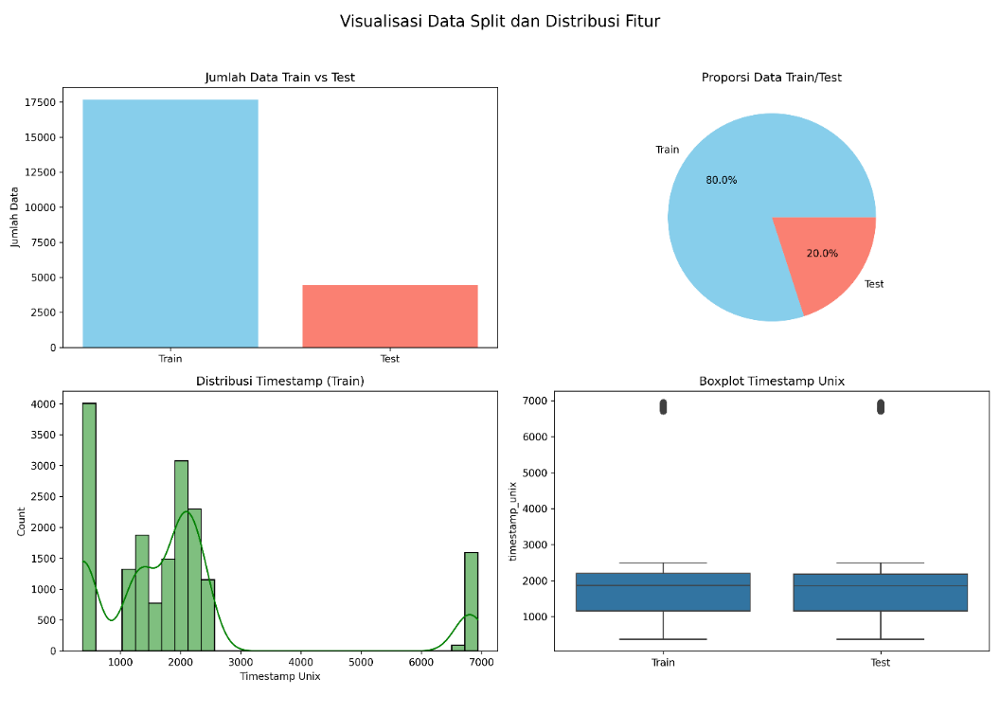 Visualisasi Data Split dan Distribusi Fitur
Jumlah Data Train vs Test
Jumlah Data
17500
15000
12500
10000
7500
5000
2500
0
Train
Test
Proporsi Data Train/Test
Train
80.0%
20.0%
Test
Distribusi Timestamp (Train)
Count
4000
3500
3000
2500
2000
1500
1000
500
0
1000
2000
3000
4000
5000
6000
7000
Timestamp Unix
Boxplot Timestamp Unix
timestamp_unix
7000
6000
5000
4000
3000
2000
1000
Train
Test